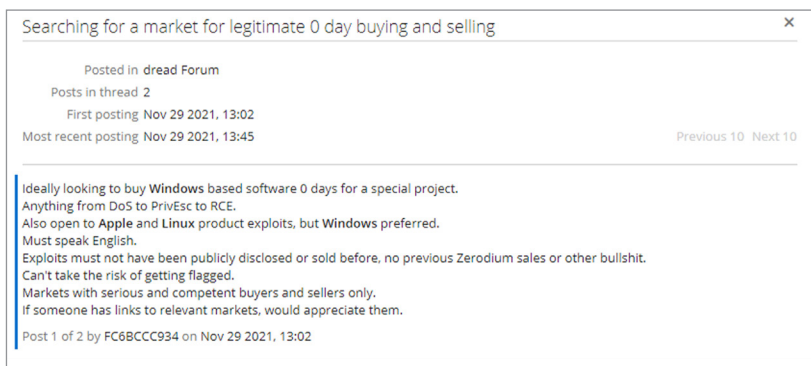 Searching for a market for legitimate 0 day buying and selling ×
Posted in dread Forum
Posts in thread 2
First posting Nov 29 2021, 13:02
Most recent posting Nov 29 2021, 13:45 Previous 10 Next 10
Ideally looking to buy Windows based software 0 days for a special project.
Anything from DoS to PrivEsc to RCE.
Also open to Apple and Linux product exploits, but Windows preferred.
Must speak English.
Exploits must not have been publicly disclosed or sold before, no previous Zerodium sales or other bullshit.
Can't take the risk of getting flagged.
Markets with serious and competent buyers and sellers only.
If someone has links to relevant markets, would appreciate them.
Post 1 of 2 by FC6BCCC934 on Nov 29 2021, 13:02